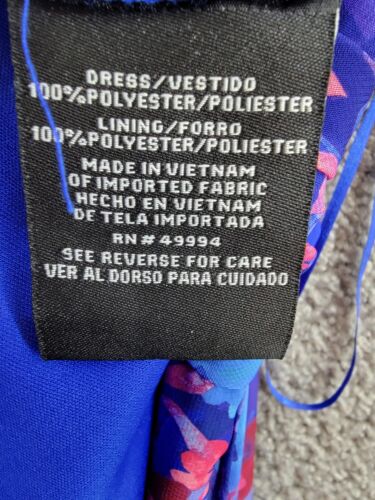 DRESS/VESTIDO
100%POLYESTER/POLIESTER
LINING/FORRO
100%POLYESTER/POLIESTER
MADE IN VIETNAM
OF IMPORTED FABRIC
HECHO EN VIETNAM
DE TELA IMPORTADA
RN# 49994
SEE REVERSE FOR CARE
VER AL DORSO PARA CUIDADO